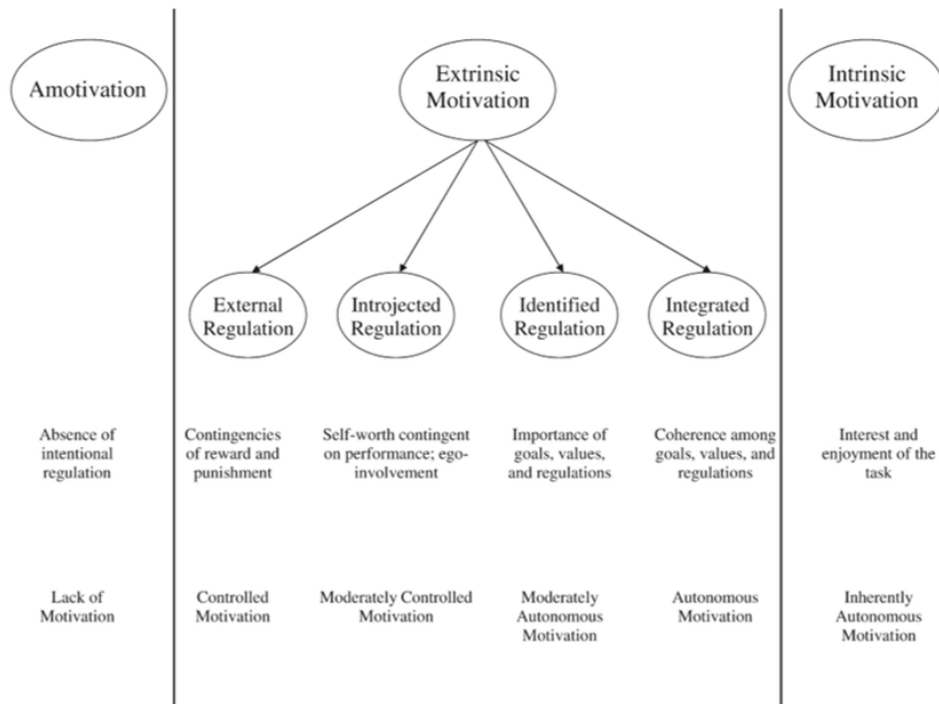 Amotivation
Extrinsic
Motivation
Intrinsic
Motivation
External
Regulation
Introjected
Regulation
Identified
Regulation
Integrated
Regulation
Absence of
intentional
regulation
Contingencies
of reward and
punishment
Self-worth contingent
on performance; ego-
involvement
Importance of
goals, values,
and regulations
Coherence among
goals, values, and
regulations
Interest and
enjoyment of the
task
Lack of
Motivation
Controlled
Motivation
Moderately Controlled
Motivation
Moderately
Autonomous
Motivation
Autonomous
Motivation
Inherently
Autonomous
Motivation